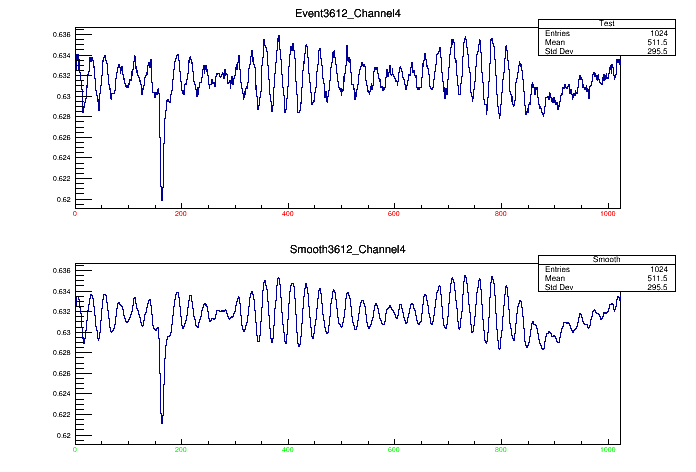 Event3612_Channel4
Test
Entries 1024
Mean 511.5
Std Dev 295.5
0.636
0.634
0.632
0.63
0.628
0.626
0.624
0.622
0.62
0 200 400 600 800 1000
Smooth3612_Channel4
Smooth
Entries 1024
Mean 511.5
Std Dev 295.5
0.636
0.634
0.632
0.63
0.628
0.626
0.624
0.622
0.62
0 200 400 600 800 1000